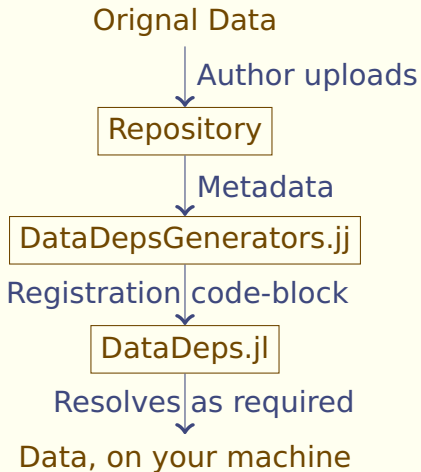 Orignal Data
Author uploads
Repository
Metadata
DataDepsGenerators.jj
Registration code-block
DataDeps.jl
Resolves as required
Data, on your machine